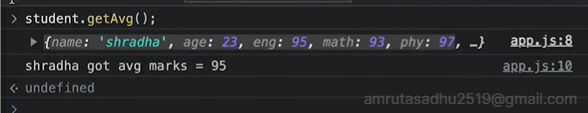 > student.getAvg();
▶ {name: 'shradha', age: 23, eng: 95, math: 93, phy: 97, …} app.js:8
shradha got avg marks = 95 app.js:10
<· undefined
amrutasadhu2519@gmail.com
>